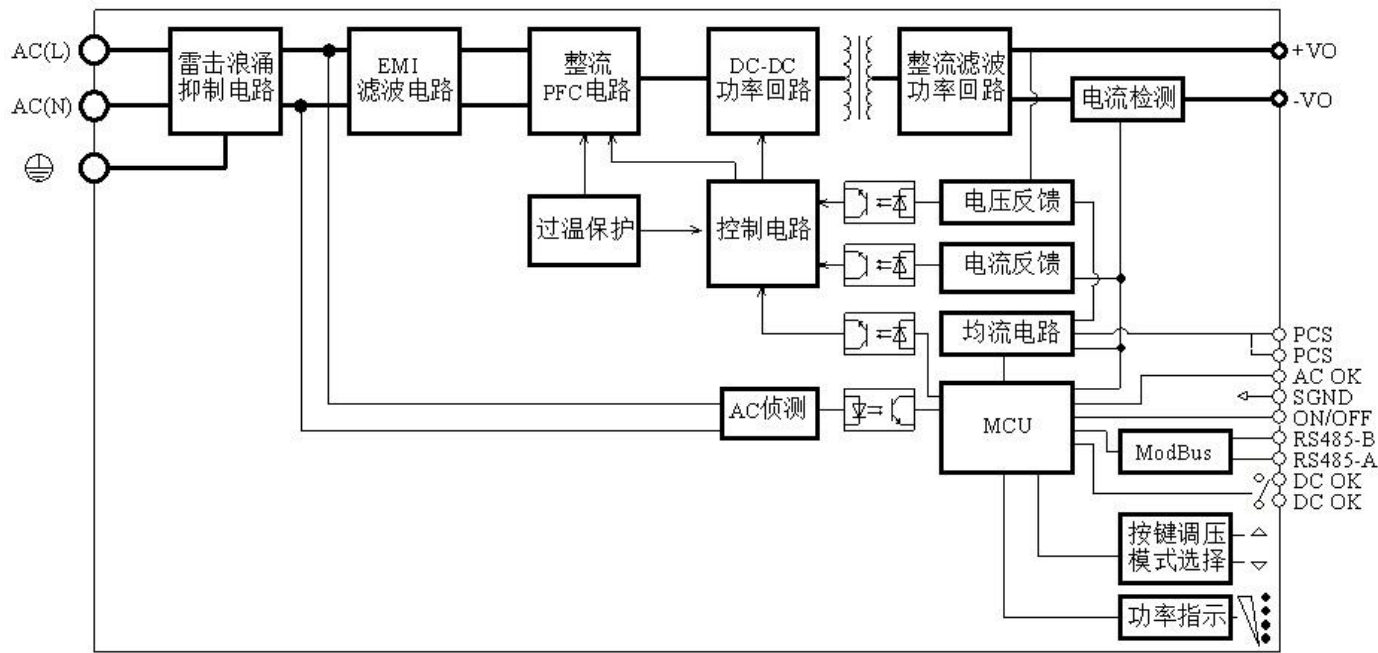 AC(L)
AC(N)
雷击浪涌
抑制电路
EMI
滤波电路
整流
PFC电路
DC-DC
功率回路
整流滤波
功率回路
电流检测
+VO
-VO
过温保护
控制电路
电压反馈
电流反馈
均流电路
AC侦测
MCU
ModBus
按键调压
模式选择
功率指示
PCS
PCS
AC OK
SGND
ON/OFF
RS485-B
RS485-A
DC OK
DC OK